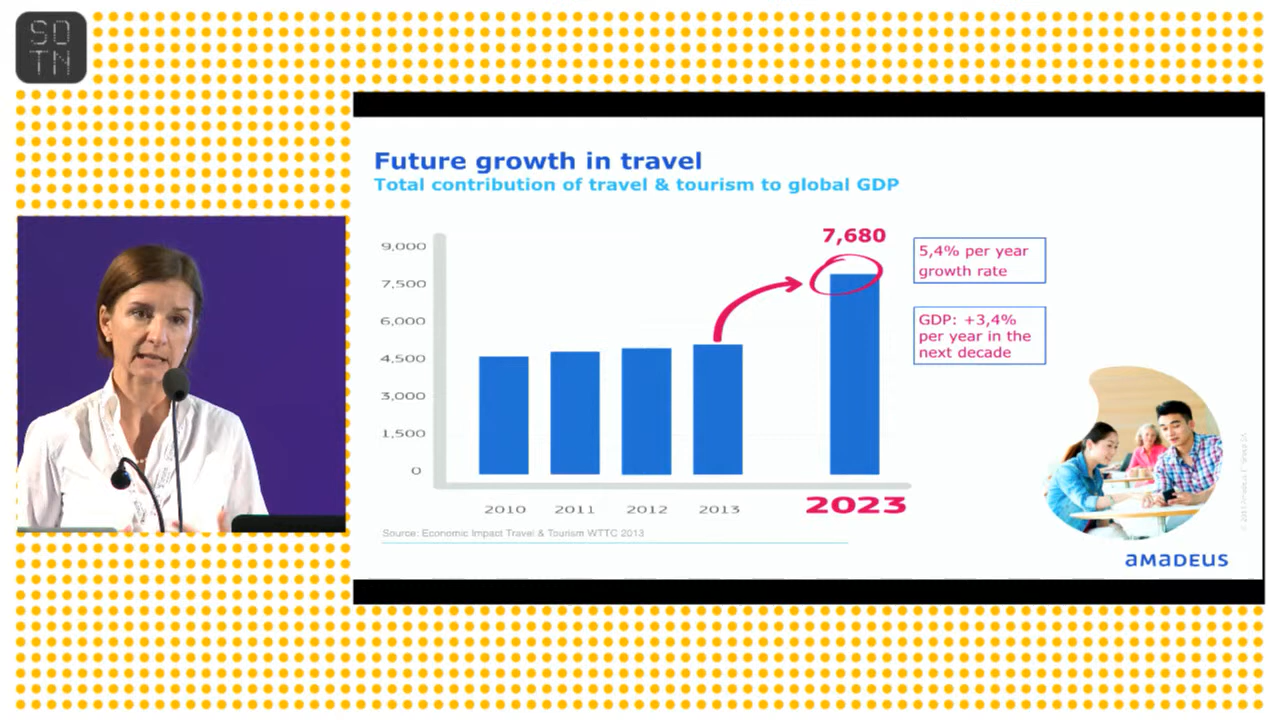 SO
TN
Future growth in travel
Total contribution of travel & tourism to global GDP
7,680
9,000
7,500
6,000
4,500
3,000
1,500
0
2010 2011 2012 2013 2023
5,4% per year
growth rate
GDP: +3,4%
per year in the
next decade
Source: Economic Impact Travel & Tourism WTTC 2013
amadeus